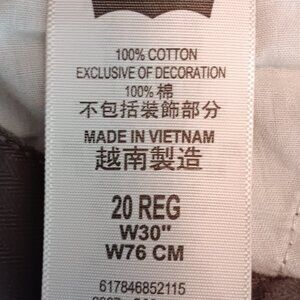 100% COTTON
EXCLUSIVE OF DECORATION
100% 棉
不包括裝飾部分
MADE IN VIETNAM
越南製造
20 REG
W30"
W76 CM
617846852115